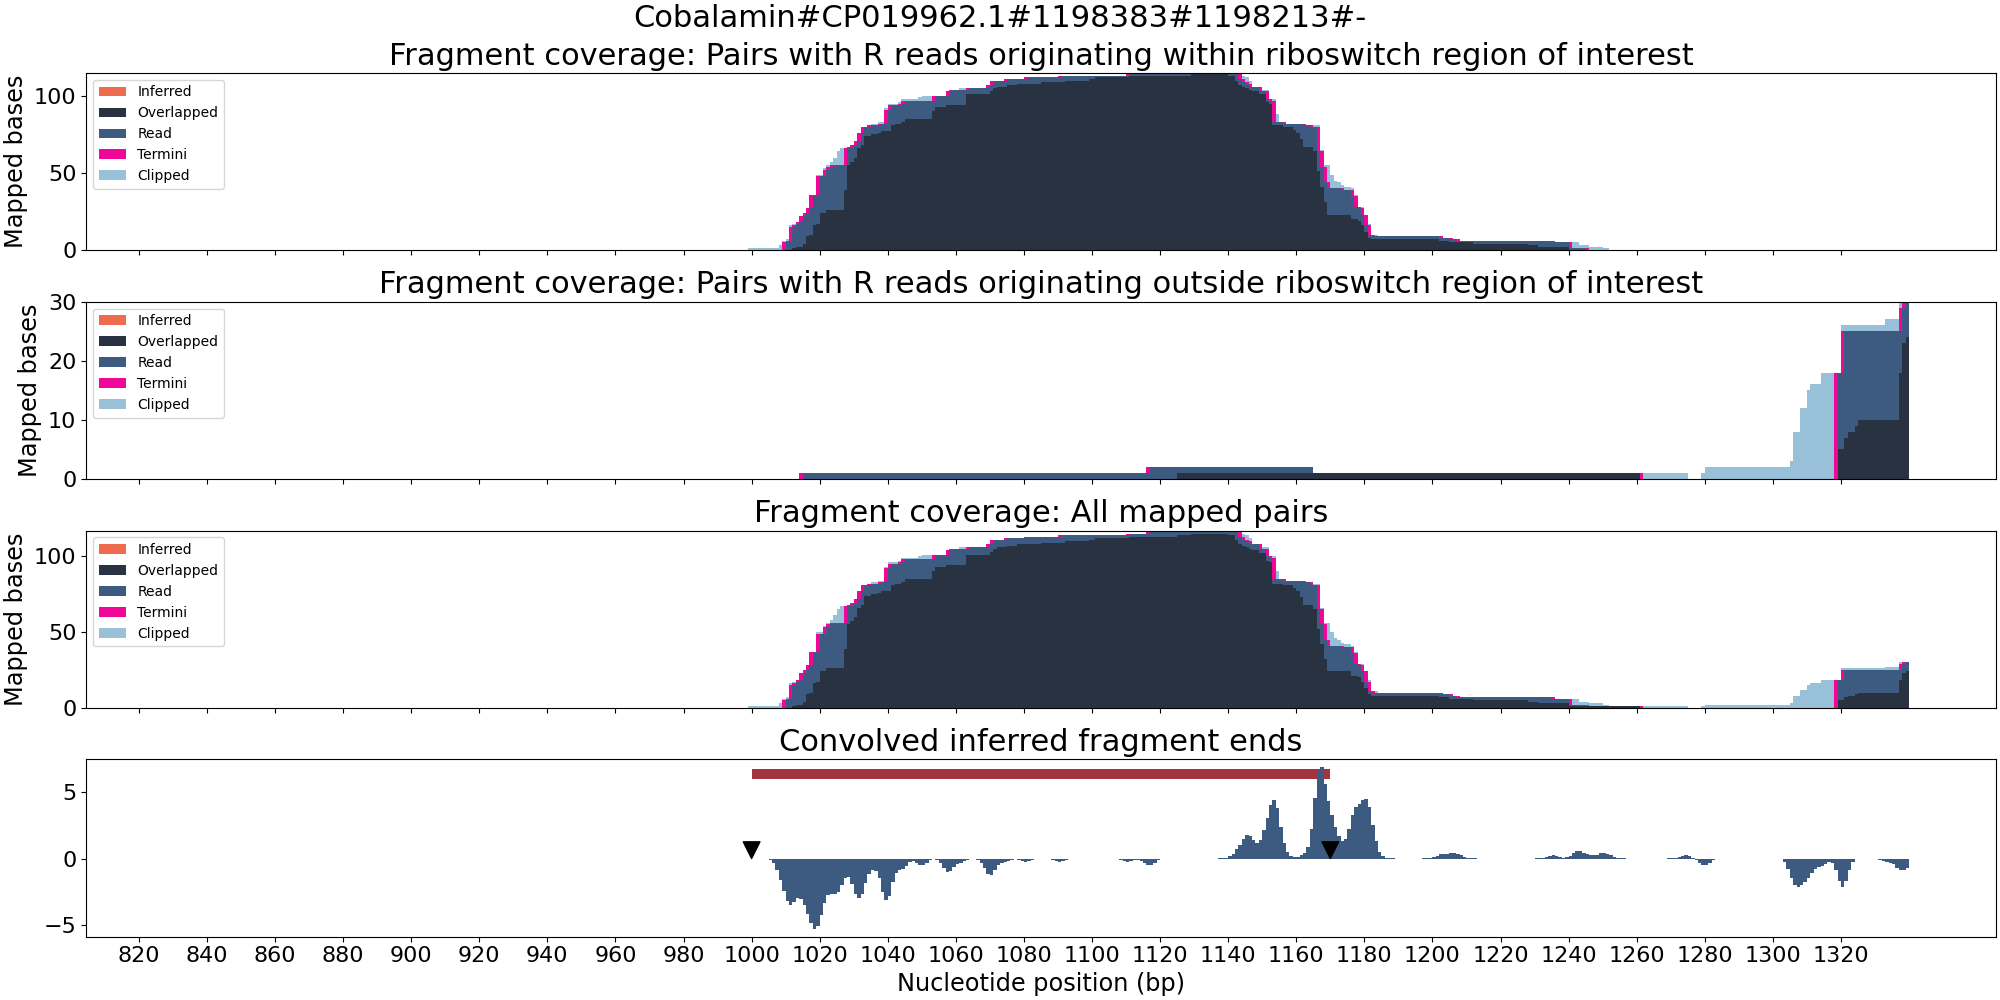 Cobalamin#CP019962.1#1198383#1198213#-
Fragment coverage: Pairs with R reads originating within riboswitch region of interest
Mapped bases
100
50
0
Inferred
Overlapped
Read
Termini
Clipped
Fragment coverage: Pairs with R reads originating outside riboswitch region of interest
Mapped bases
30
20
10
0
Inferred
Overlapped
Read
Termini
Clipped
Fragment coverage: All mapped pairs
Mapped bases
100
50
0
Inferred
Overlapped
Read
Termini
Clipped
Convolved inferred fragment ends
5
0
−5
820 840 860 880 900 920 940 960 980 1000 1020 1040 1060 1080 1100 1120 1140 1160 1180 1200 1220 1240 1260 1280 1300 1320
Nucleotide position (bp)